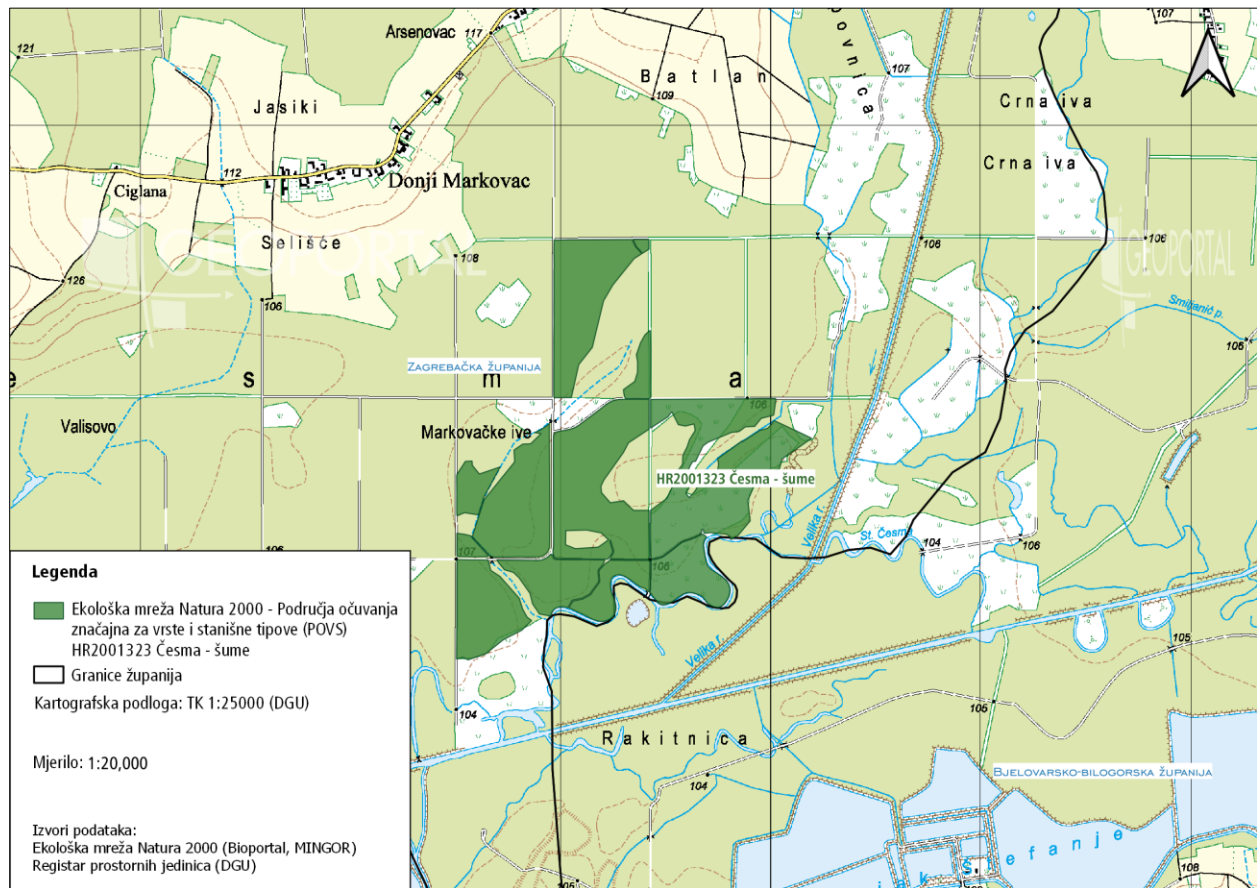 121
Arsenovac
117
Jasiki
Batlan
109
107
107
Crna iva
Crna iva
112
Ciglana
Donji Markovac
Selišće
GEOPORTAL
GEOPORTAL
108
106
106
126
106
Smiljanić p.
106
ZAGREBAČKA ŽUPANIJA
e
s
m
a
106
Valisovo
Markovačke ive
HR2001323 Česma - šume
Velika r.
St. Česma
104
106
106
107
106
Velika r.
105
105
104
Rakitnica
BJELOVARSKO-BILOGORSKA ŽUPANIJA
104
106
108
Legenda
Ekološka mreža Natura 2000 - Područja očuvanja
značajna za vrste i stanišne tipove (POVS)
HR2001323 Česma - šume
Granice županija
Kartografska podloga: TK 1:25000 (DGU)
Mjerilo: 1:20,000
Izvori podataka:
Ekološka mreža Natura 2000 (Bioportal, MINGOR)
Registar prostornih jedinica (DGU)